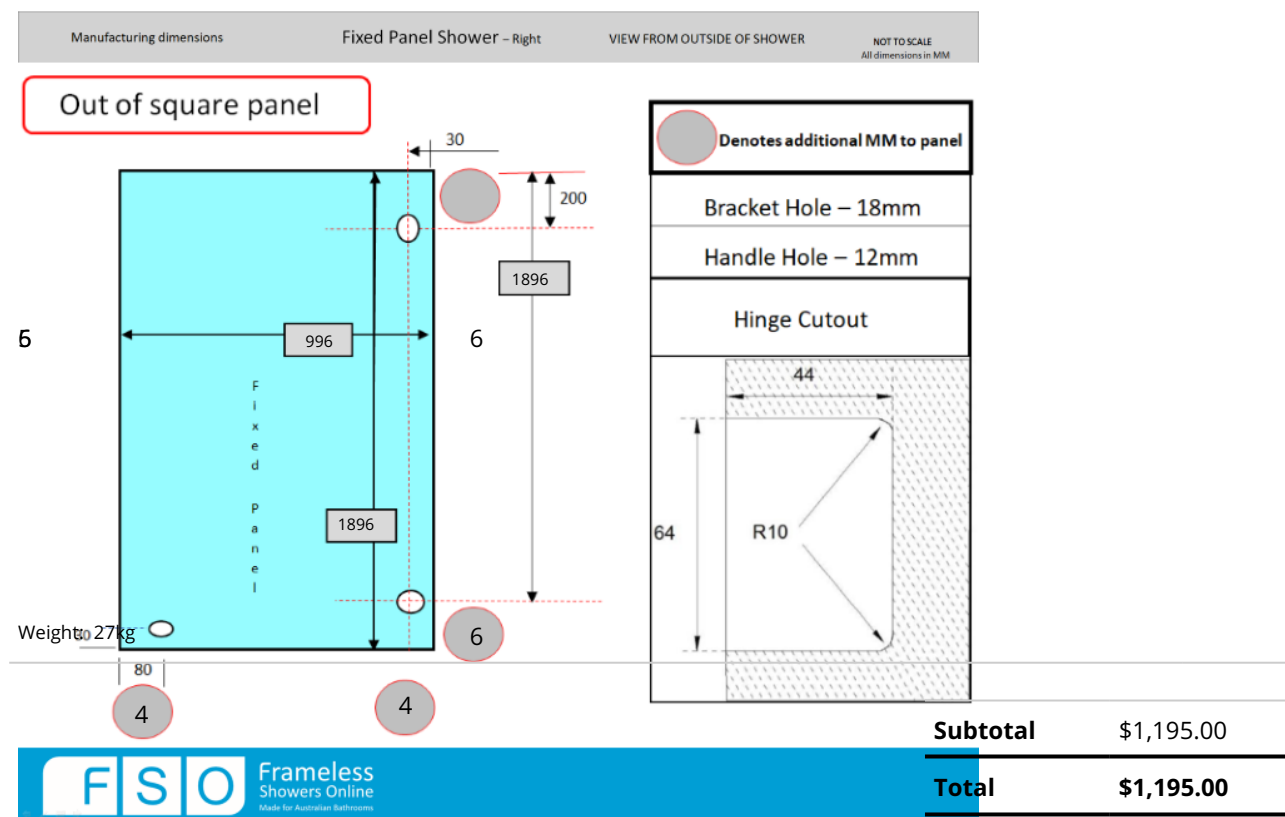 Manufacturing dimensions
Fixed Panel Shower – Right
VIEW FROM OUTSIDE OF SHOWER
NOT TO SCALE
All dimensions in MM
Out of square panel
30
200
1896
996
6
6
Fixed Panel
1896
Weight: 27kg
80
6
4
4
Denotes additional MM to panel
Bracket Hole – 18mm
Handle Hole – 12mm
Hinge Cutout
44
64
R10
Subtotal $1,195.00
Total $1,195.00
FSO
Frameless
Showers Online
Made for Australian Bathrooms